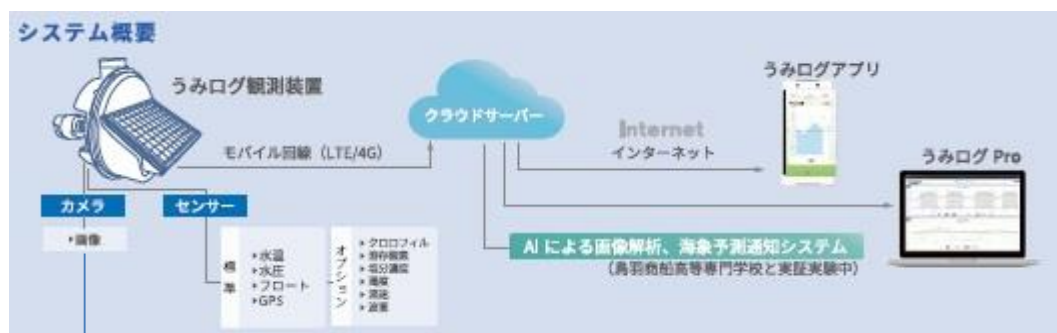 システム概要
うみログ観測装置
クラウドサーバー
モバイル回線(LTE/4G)
Internet
インターネット
うみログアプリ
うみログ Pro
カメラ
▸画像
センサー
標準
▸水温
▸水圧
▸フロート
▸GPS
オプション
▸クロロフィル
▸溶存酸素
▸塩分濃度
▸濁度
▸流速
AI による画像解析、海象予測通知システム
(鳥羽商船高等専門学校と実証実験中)